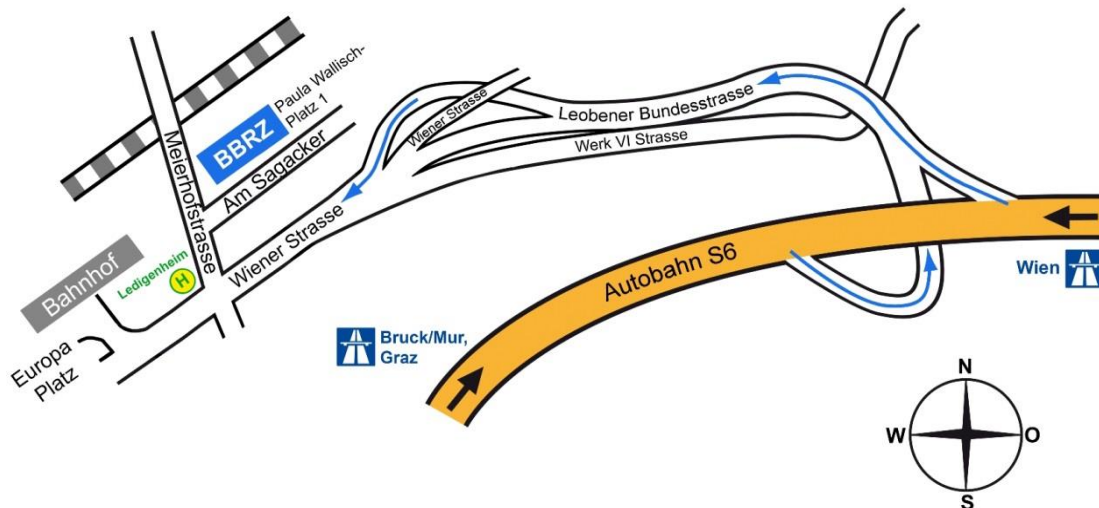 Paula Wallisch-
Platz 1
BBRZ
Meierhofstrasse
Am Sagacker
Wiener Strasse
Leobener Bundesstrasse
Werk VI Strasse
Wiener Strasse
Ledigenheim
H
Bahnhof
Europa
Platz
Autobahn S6
Wien
Bruck/Mur,
Graz
N
W
O
S